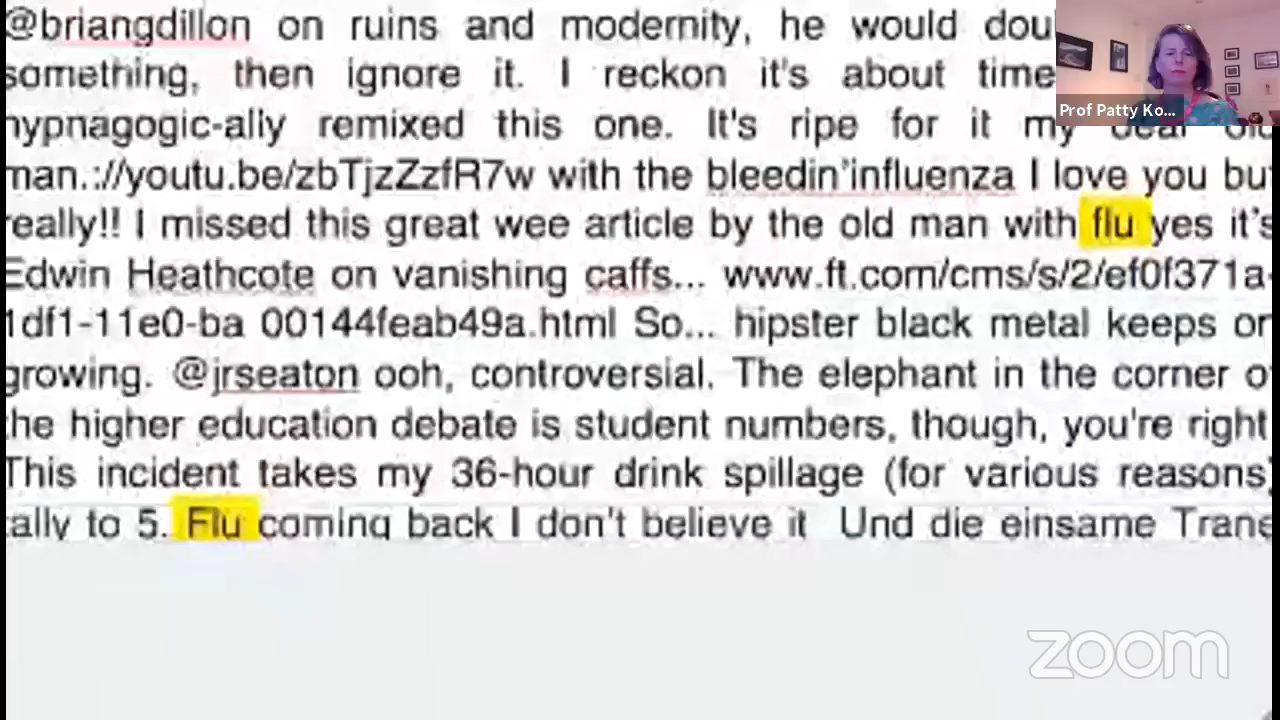 @briangdillon on ruins and modernity, he would dou
something, then ignore it. I reckon it's about time
hypnagogic-ally remixed this one. It's ripe for it my dear old
man.://youtu.be/zbTjzZzfR7w with the bleedin'influenza I love you but
really!! I missed this great wee article by the old man with flu yes it's
Edwin Heathcote on vanishing caffs... www.ft.com/cms/s/2/ef0f371a-
1df1-11e0-ba 00144feab49a.html So... hipster black metal keeps on
growing. @jrseaton ooh, controversial. The elephant in the corner of
the higher education debate is student numbers, though, you're right
This incident takes my 36-hour drink spillage (for various reasons)
tally to 5. Flu coming back I don't believe it Und die einsame Trane
Prof Patty Ko...
zoom